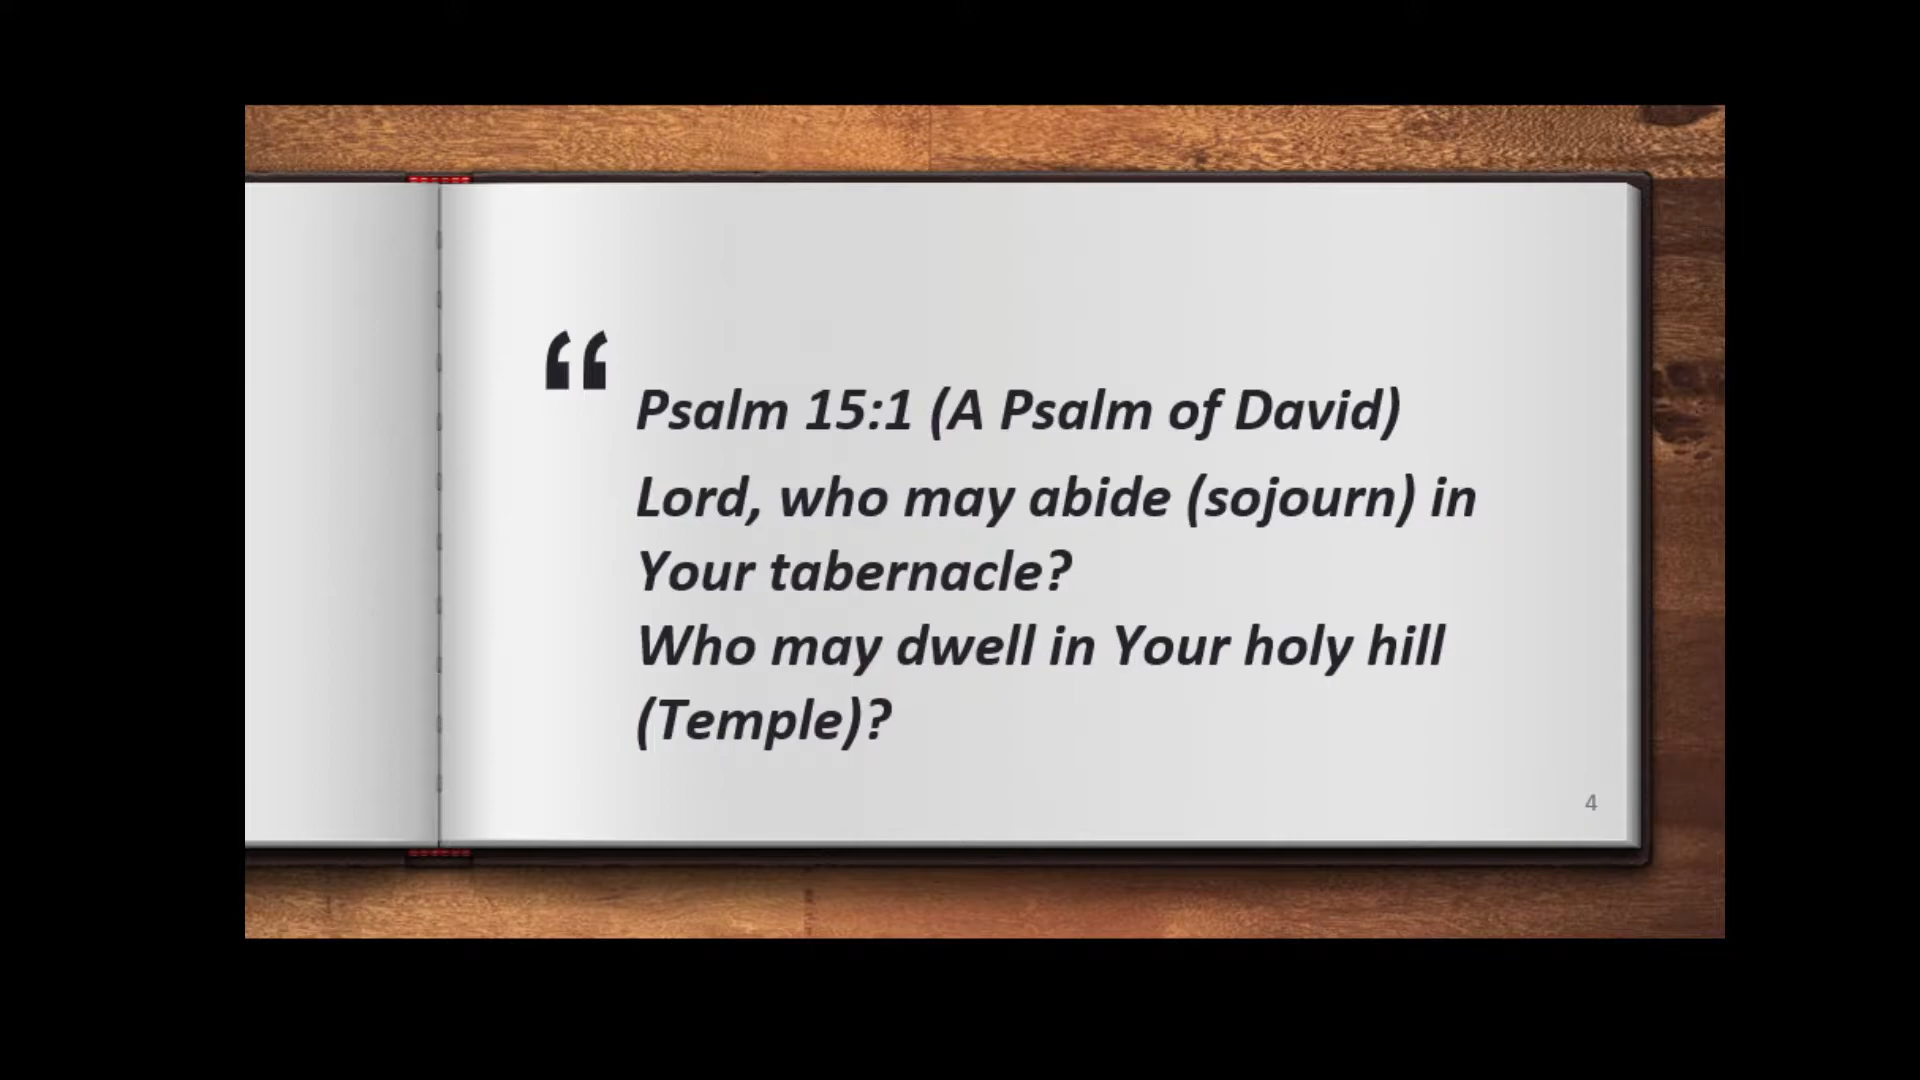 “
Psalm 15:1 (A Psalm of David)
Lord, who may abide (sojourn) in
Your tabernacle?
Who may dwell in Your holy hill
(Temple)?
4